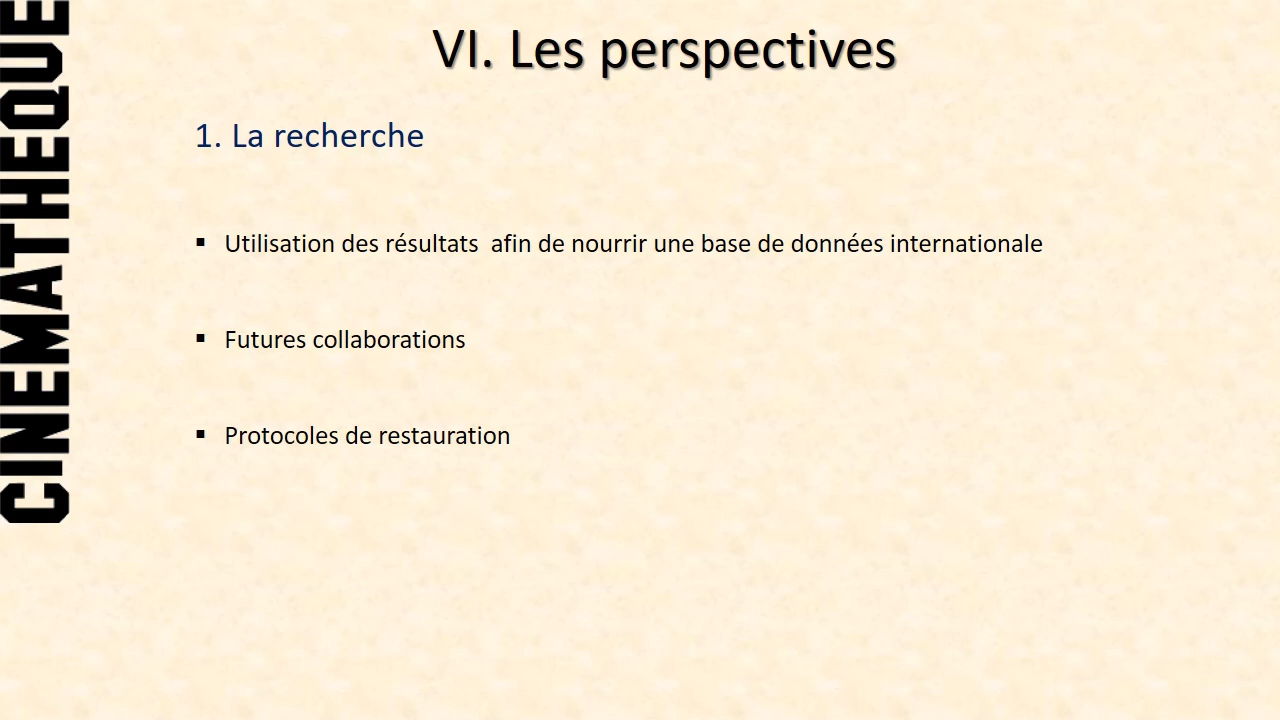 CINEMATHEQUE
VI. Les perspectives
1. La recherche
▪ Utilisation des résultats  afin de nourrir une base de données internationale
▪ Futures collaborations
▪ Protocoles de restauration